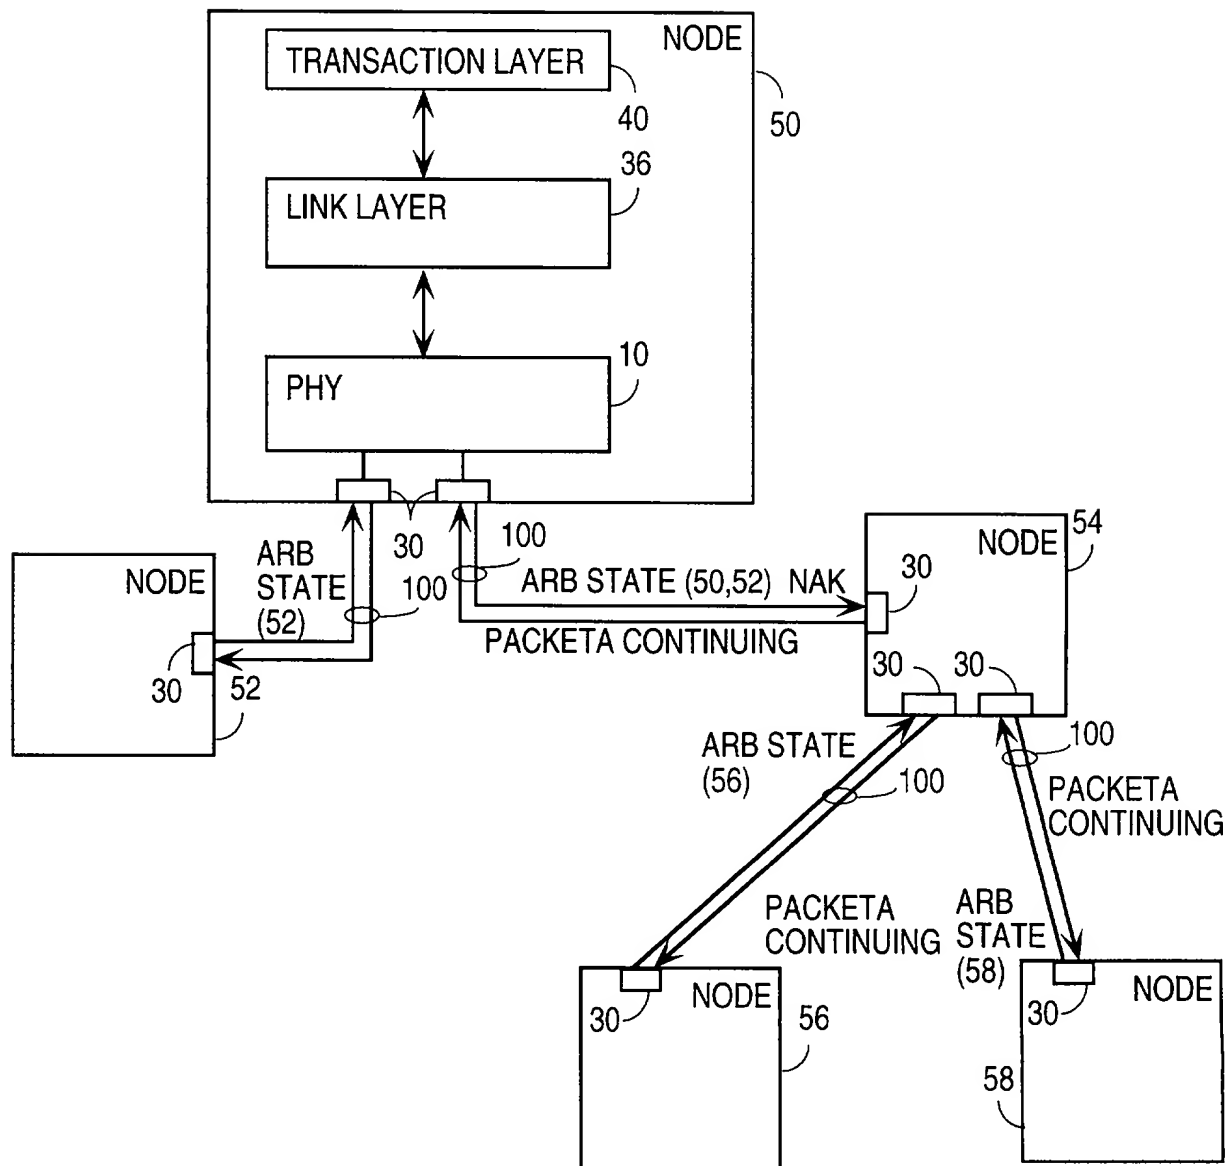 NODE
TRANSACTION LAYER
40
50
36
LINK LAYER
10
PHY
30
100
ARB
STATE
(52)
100
NODE
30
52
ARB STATE (50,52) NAK
PACKETA CONTINUING
54
NODE
30
30
30
ARB STATE
(56)
100
100
PACKETA
CONTINUING
PACKETA
CONTINUING
ARB
STATE
(58)
30
NODE
56
30
NODE
58